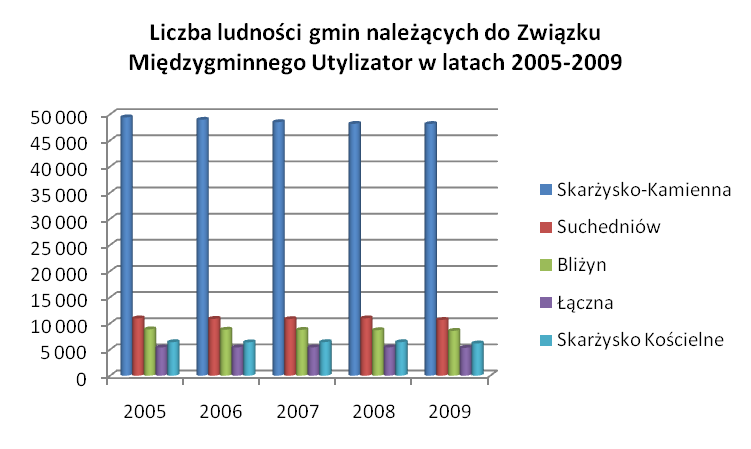 Liczba ludności gmin należących do Związku
Międzygminnego Utylizator w latach 2005-2009
50 000
45 000
40 000
35 000
30 000
25 000
20 000
15 000
10 000
5 000
0
2005 2006 2007 2008 2009
Skarżysko-Kamienna
Suchedniów
Bliżyn
Łączna
Skarżysko Kościelne